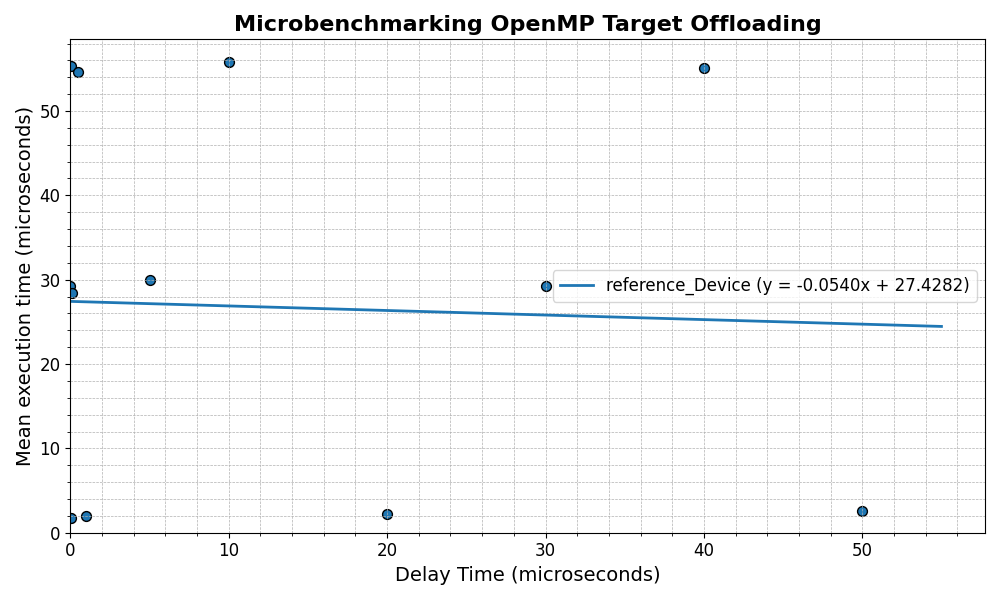 Microbenchmarking OpenMP Target Offloading
Mean execution time (microseconds)
50
40
30
20
10
0
reference_Device (y = -0.0540x + 27.4282)
0 10 20 30 40 50
Delay Time (microseconds)